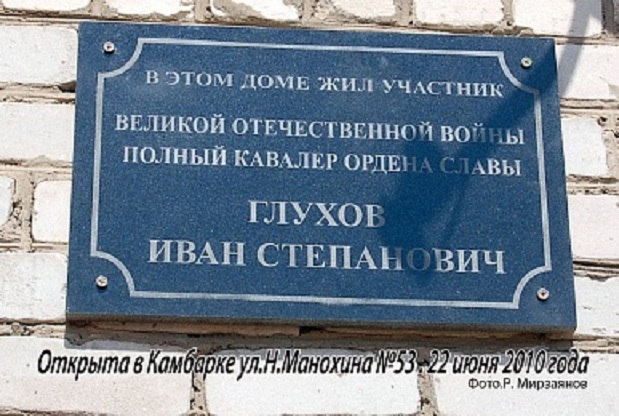 В ЭТОМ ДОМЕ ЖИЛ УЧАСТНИК
ВЕЛИКОЙ ОТЕЧЕСТВЕННОЙ ВОЙНЫ
ПОЛНЫЙ КАВАЛЕР ОРДЕНА СЛАВЫ
ГЛУХОВ
ИВАН СТЕПАНОВИЧ
Открыта в Камбарке ул.Н.Манохина №53 - 22 июня 2010 года
Фото.Р. Мирзаянов